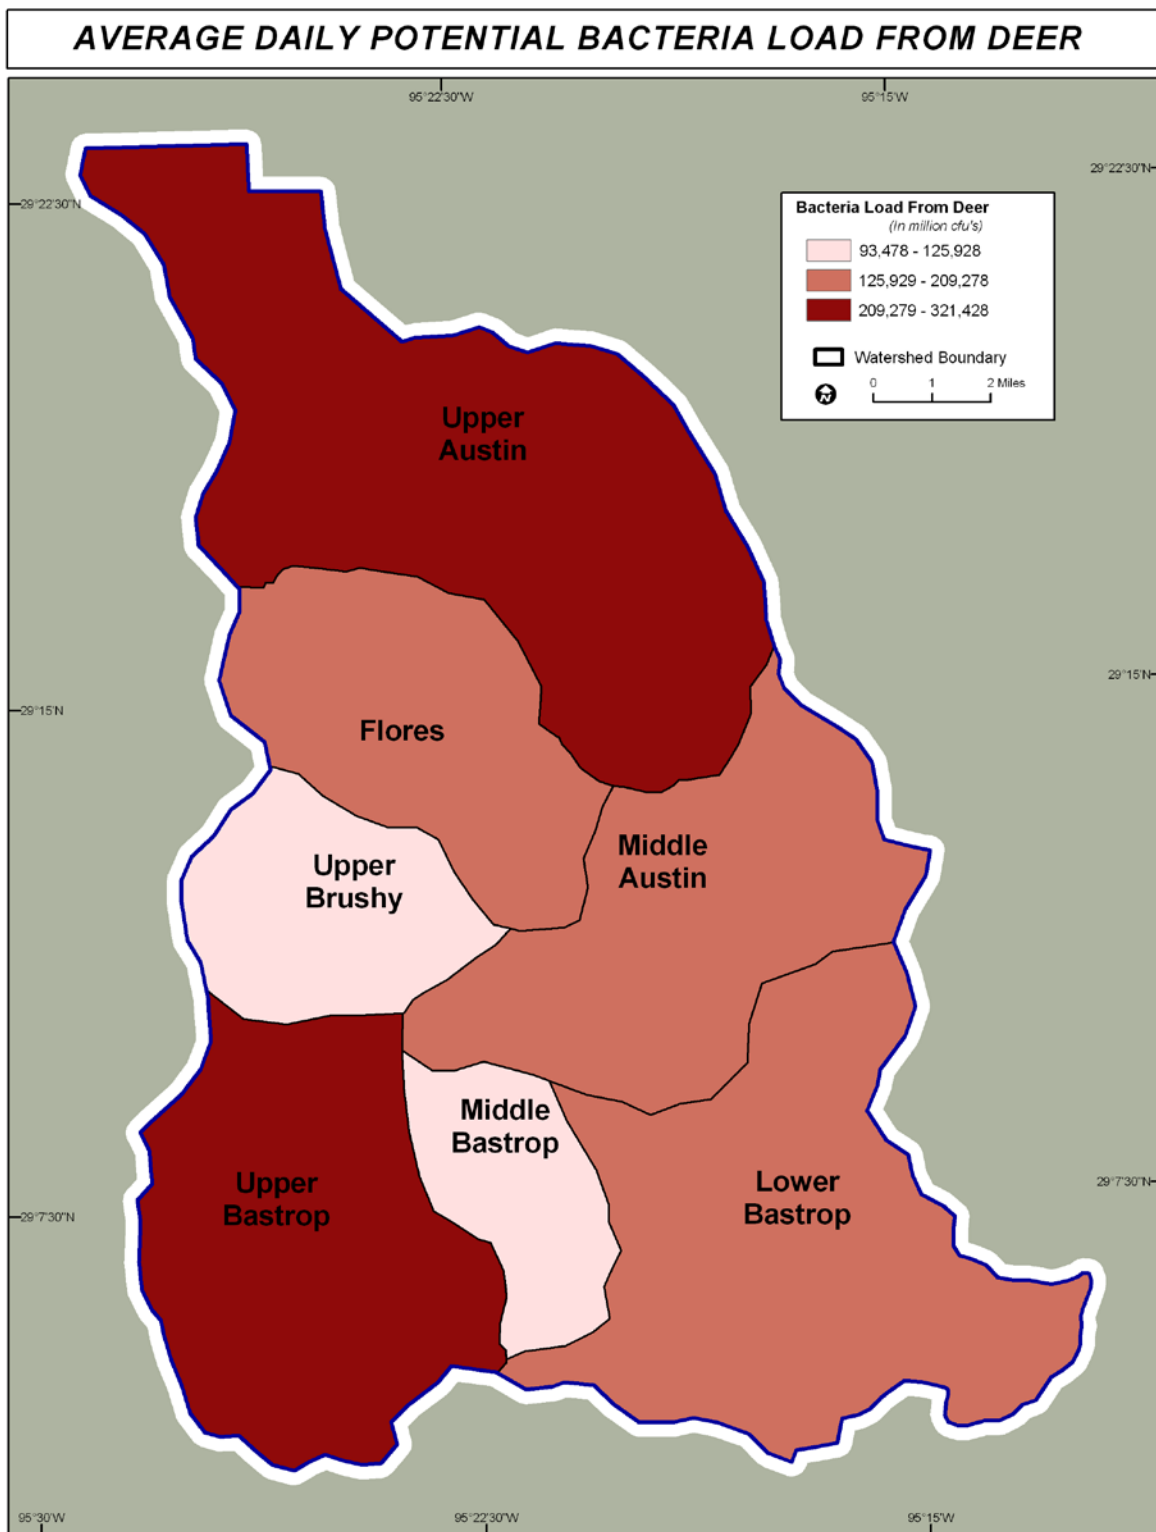 AVERAGE DAILY POTENTIAL BACTERIA LOAD FROM DEER
95°22'30"W
95°15'W
29°22'30"N
29°22'30"N
Bacteria Load From Deer
(In million cfu's)
93,478 - 125,928
125,929 - 209,278
209,279 - 321,428
Watershed Boundary
N
0 1 2 Miles
Upper
Austin
29°15'N
29°15'N
Flores
Middle
Austin
Upper
Brushy
Middle
Bastrop
Upper
Bastrop
Lower
Bastrop
29°7'30"N
29°7'30"N
95°30'W
95°22'30"W
95°15'W